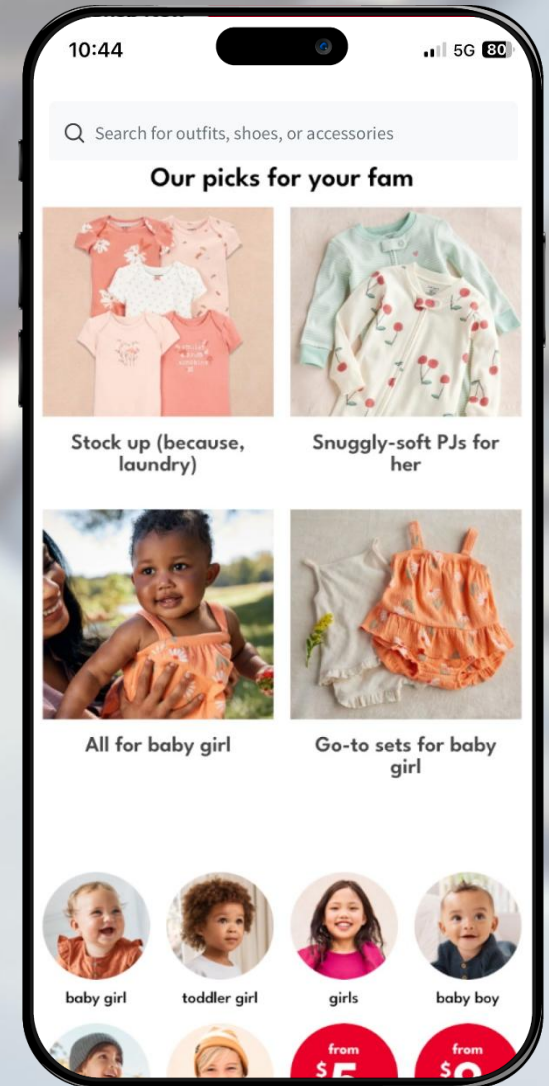 10:44
5G 80
Search for outfits, shoes, or accessories
Our picks for your fam
Stock up (because,
laundry)
Snuggly-soft PJs for
her
All for baby girl
Go-to sets for baby
girl
baby girl
toddler girl
girls
baby boy
from
from